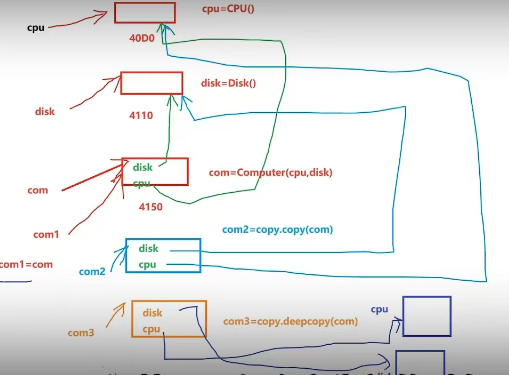 cpu=CPU()
cpu
40D0
disk=Disk()
disk
4110
disk
cpu
com=Computer(cpu,disk)
com
4150
com1
com2=copy.copy(com)
disk
cpu
com1=com
com2
cpu
disk
cpu
com3=copy.deepcopy(com)
com3